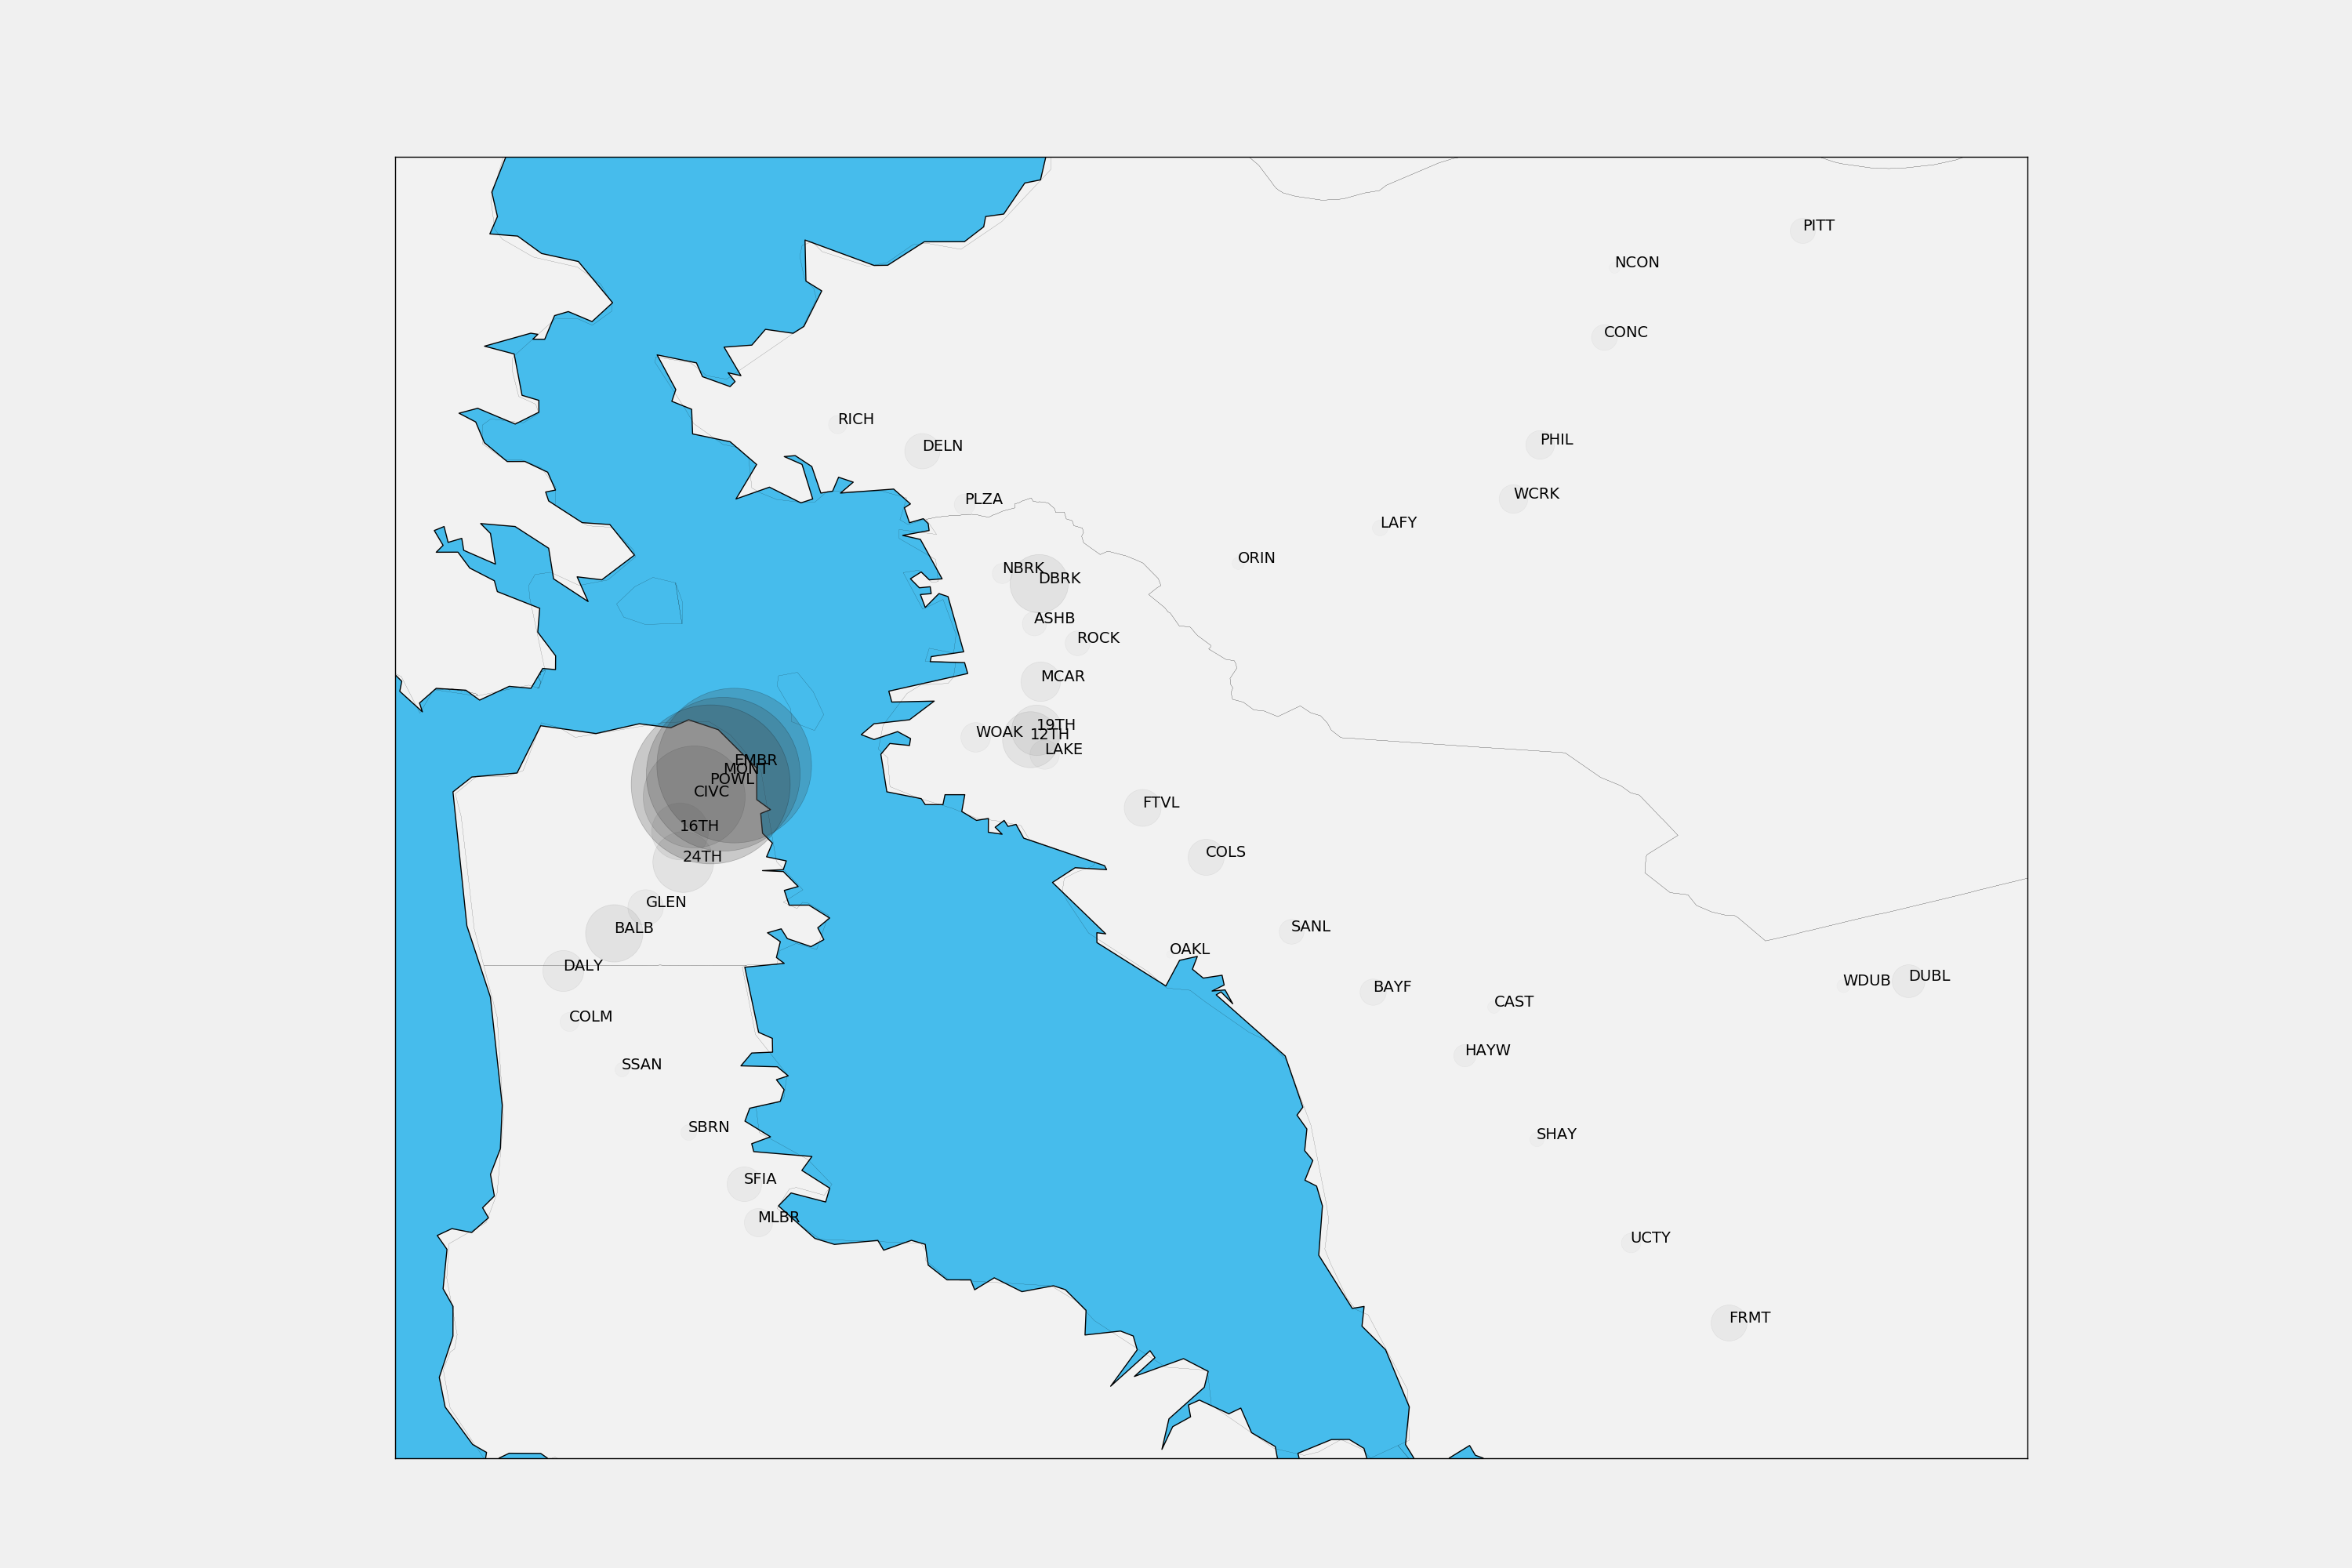 PITT
NCON
CONC
RICH
PHIL
DELN
WCRK
PLZA
LAFY
ORIN
NBRK
DBRK
ASHB
ROCK
MCAR
19TH
WOAK
12TH
LAKE
EMBR
MONT
POWL
CIVC
FTVL
16TH
COLS
24TH
GLEN
SANL
BALB
OAKL
DALY
DUBL
WDUB
BAYF
CAST
COLM
HAYW
SSAN
SBRN
SHAY
SFIA
MLBR
UCTY
FRMT